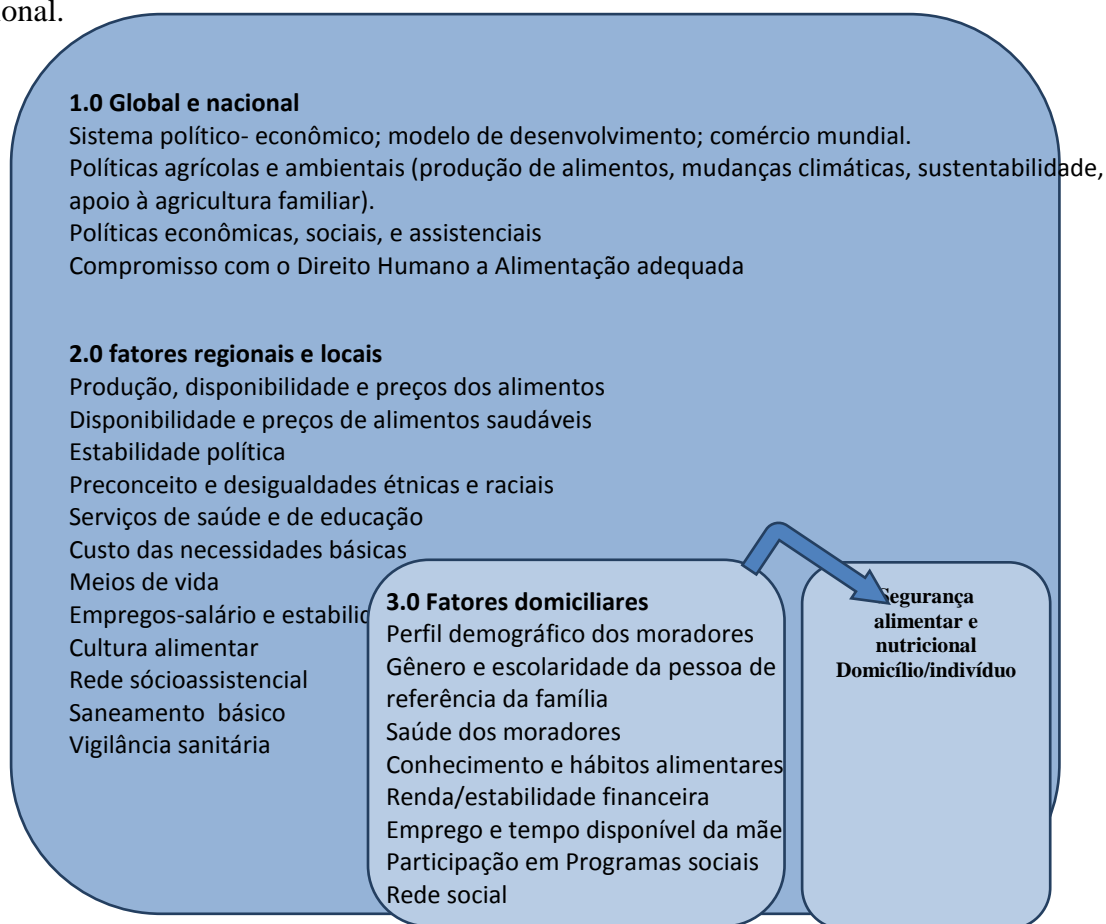 onal.
1.0 Global e nacional
Sistema político- econômico; modelo de desenvolvimento; comércio mundial.
Políticas agrícolas e ambientais (produção de alimentos, mudanças climáticas, sustentabilidade,
apoio à agricultura familiar).
Políticas econômicas, sociais, e assistenciais
Compromisso com o Direito Humano a Alimentação adequada
2.0 fatores regionais e locais
Produção, disponibilidade e preços dos alimentos
Disponibilidade e preços de alimentos saudáveis
Estabilidade política
Preconceito e desigualdades étnicas e raciais
Serviços de saúde e de educação
Custo das necessidades básicas
Meios de vida
Empregos-salário e
Cultura alimentar
Rede sócioassistencial
Saneamento básico
Vigilância sanitária
3.0 Fatores domiciliares
Perfil demográfico dos moradores
Gênero e escolaridade da pessoa de
referência da família
Saúde dos moradores
Conhecimento e hábitos alimentares
Renda/estabilidade financeira
Emprego e tempo disponível da mãe
Participação em Programas sociais
Rede social
Segurança
alimentar e
nutricional
Domicílio/indivíduo